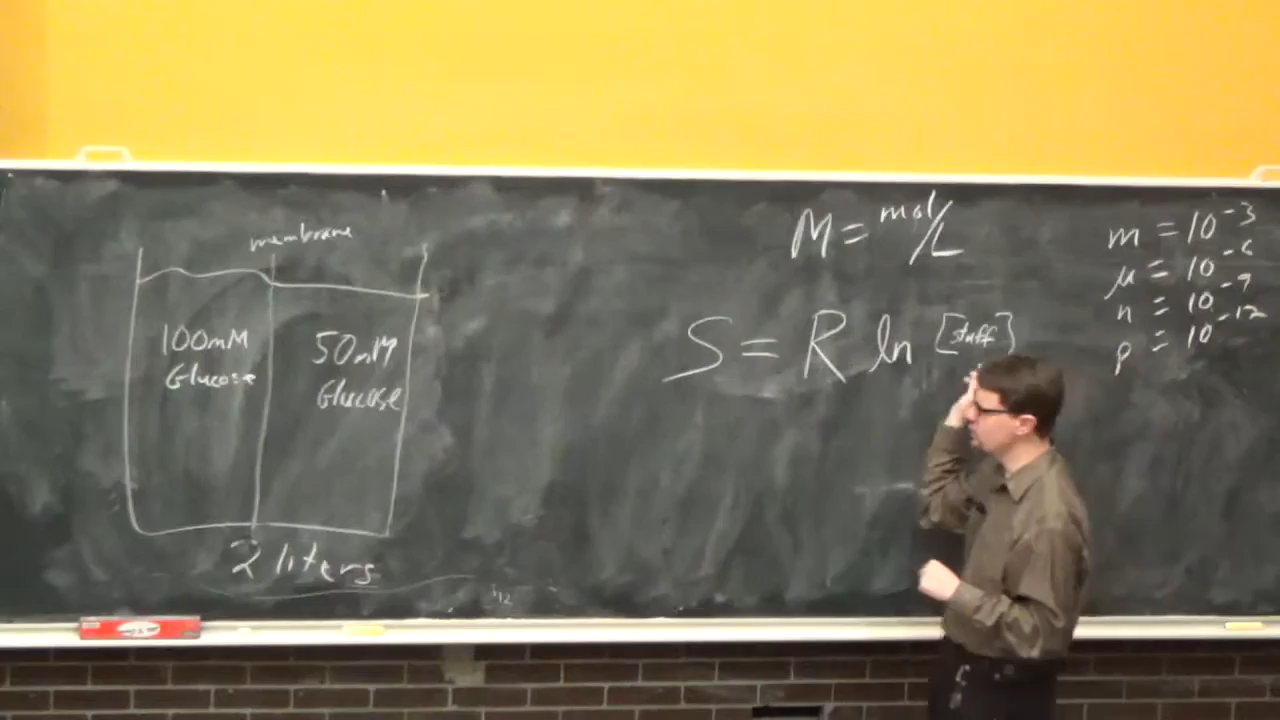 membrane
100mM
Glucose
50mM
Glucose
2 liters
M = mol/L
S = R ln [stuff]
m = 10⁻³
μ = 10⁻⁶
n = 10⁻⁹
p = 10⁻¹²